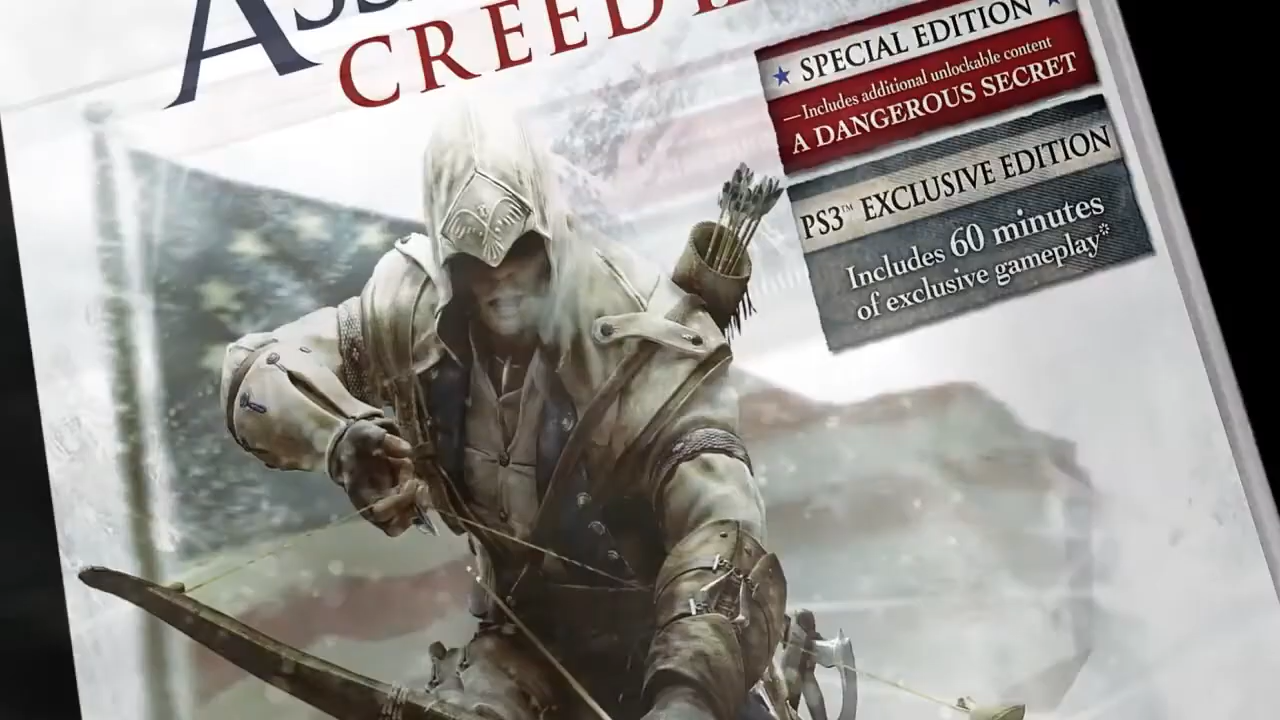 CREED
★ SPECIAL EDITION ★
—Includes additional unlockable content
A DANGEROUS SECRET
PS3™ EXCLUSIVE EDITION
Includes 60 minutes
of exclusive gameplay*